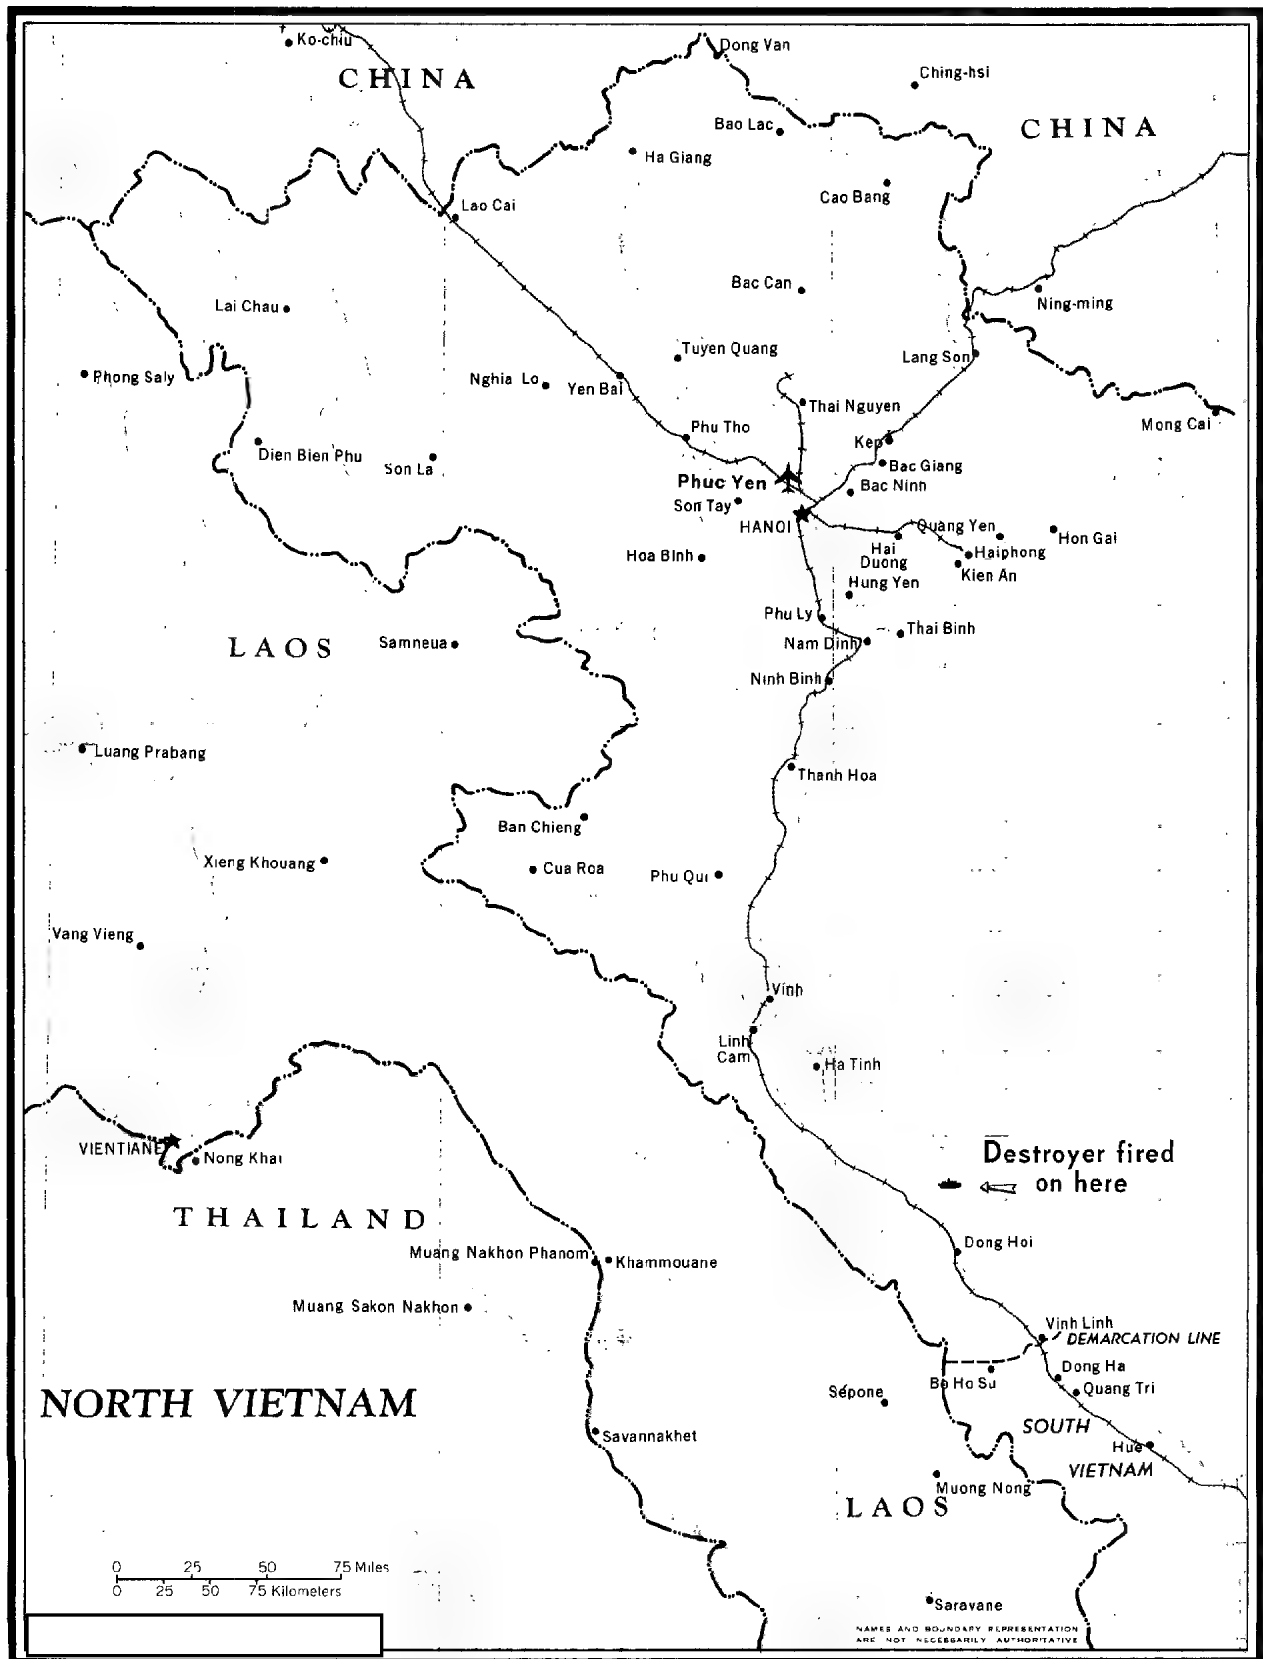 Ko-chiu
CHINA
Dong Van
Ching-hsi
CHINA
Bao Lac
Ha Giang
Cao Bang
Lao Cai
Bac Can
Ning-ming
Lai Chau
Tuyen Quang
Lang Son
Phong Saly
Nghia Lo
Yen Bai
Thai Nguyen
Mong Cai
Phu Tho
Kep
Dien Bien Phu
Son La
Bac Giang
Phuc Yen
Bac Ninh
Son Tay
HANOI
Quang Yen
Hon Gai
Hai
Duong
Haiphong
Hoa Binh
Kien An
Hung Yen
Phu Ly
Thai Binh
LAOS
Samneua
Nam Dinh
Ninh Binh
Luang Prabang
Thanh Hoa
Ban Chieng
Xieng Khouang
Cua Roa
Phu Qui
Vang Vieng
Vinh
Linh
Cam
Ha Tinh
VIENTIANE
Nong Khai
Destroyer fired
on here
THAILAND
Dong Hoi
Muang Nakhon Phanom
Khammouane
Muang Sakon Nakhon
Vinh Linh
DEMARCATION LINE
Dong Ha
Ba Ho Su
Quang Tri
Sépone
NORTH VIETNAM
SOUTH
VIETNAM
Savannakhet
Hue
Muong Nong
LAOS
0 25 50 75 Miles
0 25 50 75 Kilometers
Saravane
NAMES AND BOUNDARY REPRESENTATION
ARE NOT NECESSARILY AUTHORITATIVE